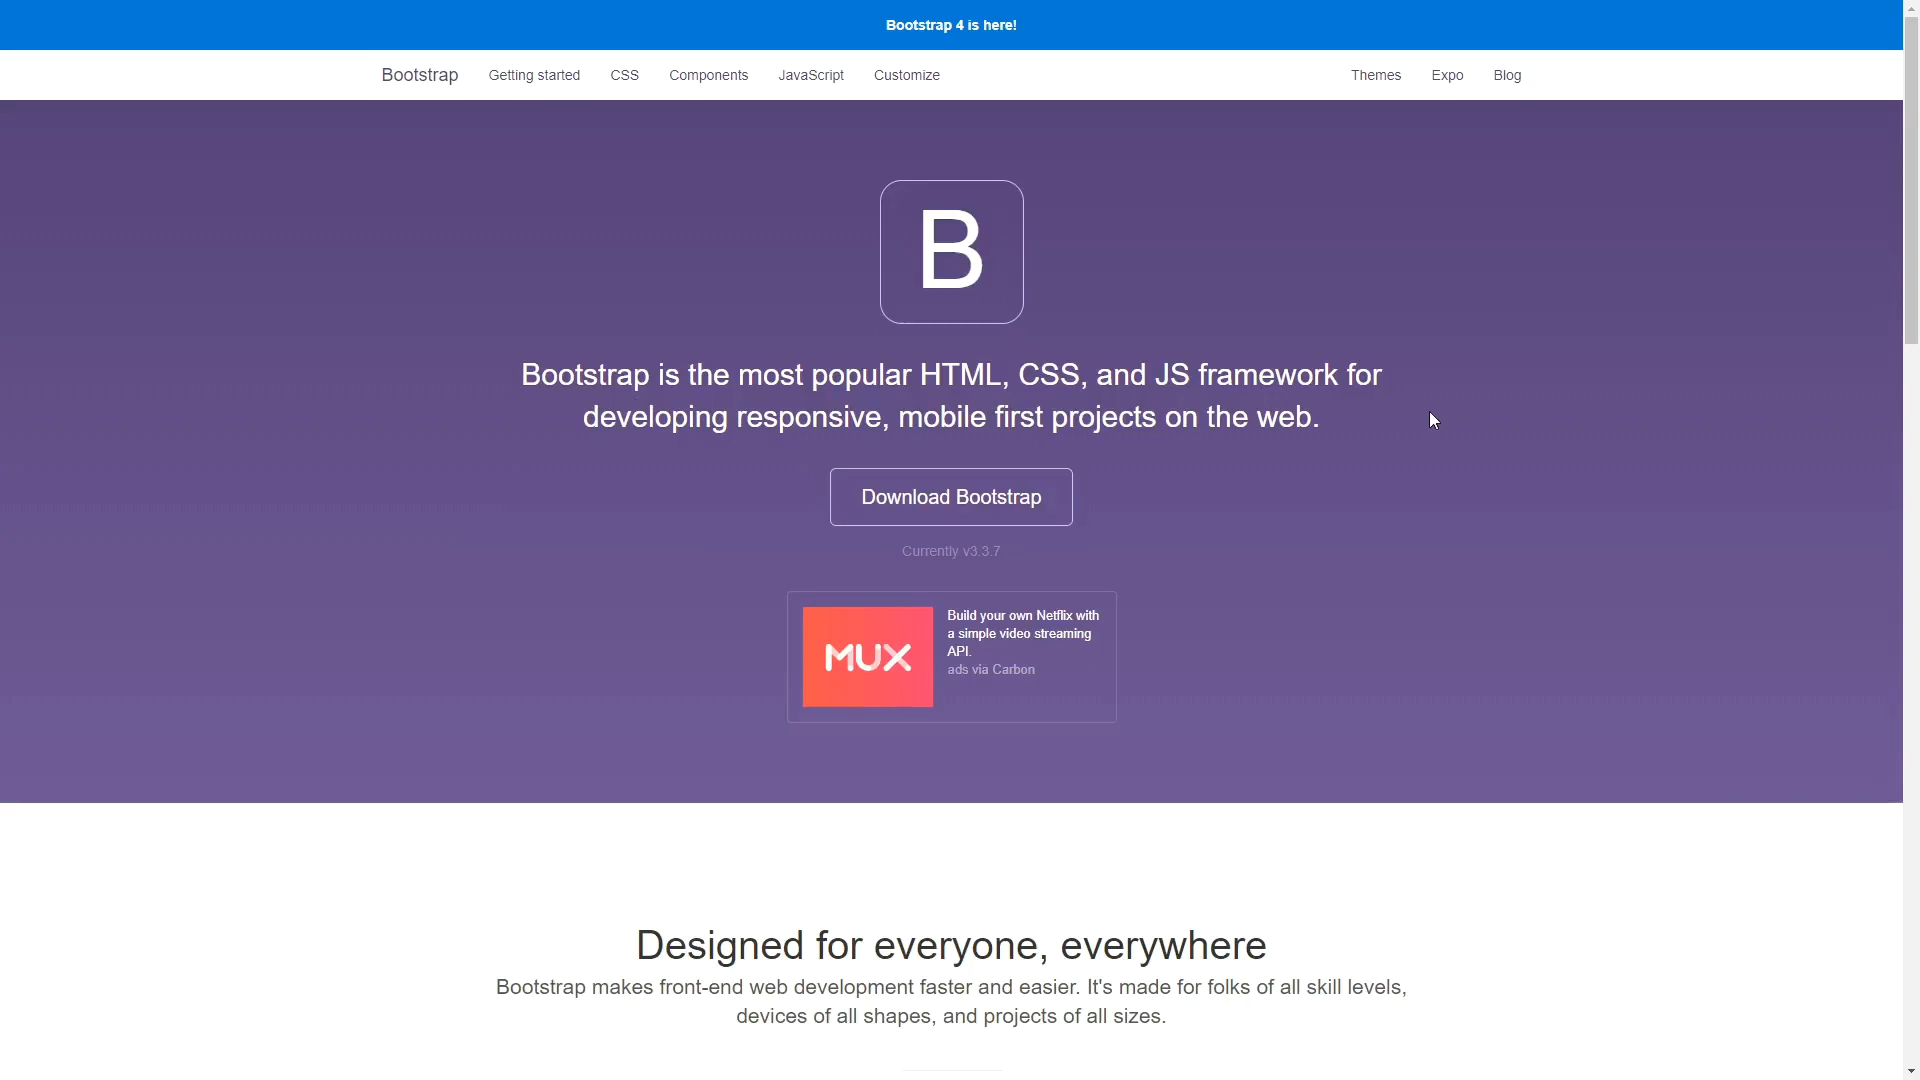 Bootstrap 4 is here!
Bootstrap Getting started CSS Components JavaScript Customize Themes Expo Blog
B
Bootstrap is the most popular HTML, CSS, and JS framework for
developing responsive, mobile first projects on the web.
Download Bootstrap
Currently v3.3.7
MUX
Build your own Netflix with
a simple video streaming
API.
ads via Carbon
Designed for everyone, everywhere
Bootstrap makes front-end web development faster and easier. It's made for folks of all skill levels,
devices of all shapes, and projects of all sizes.